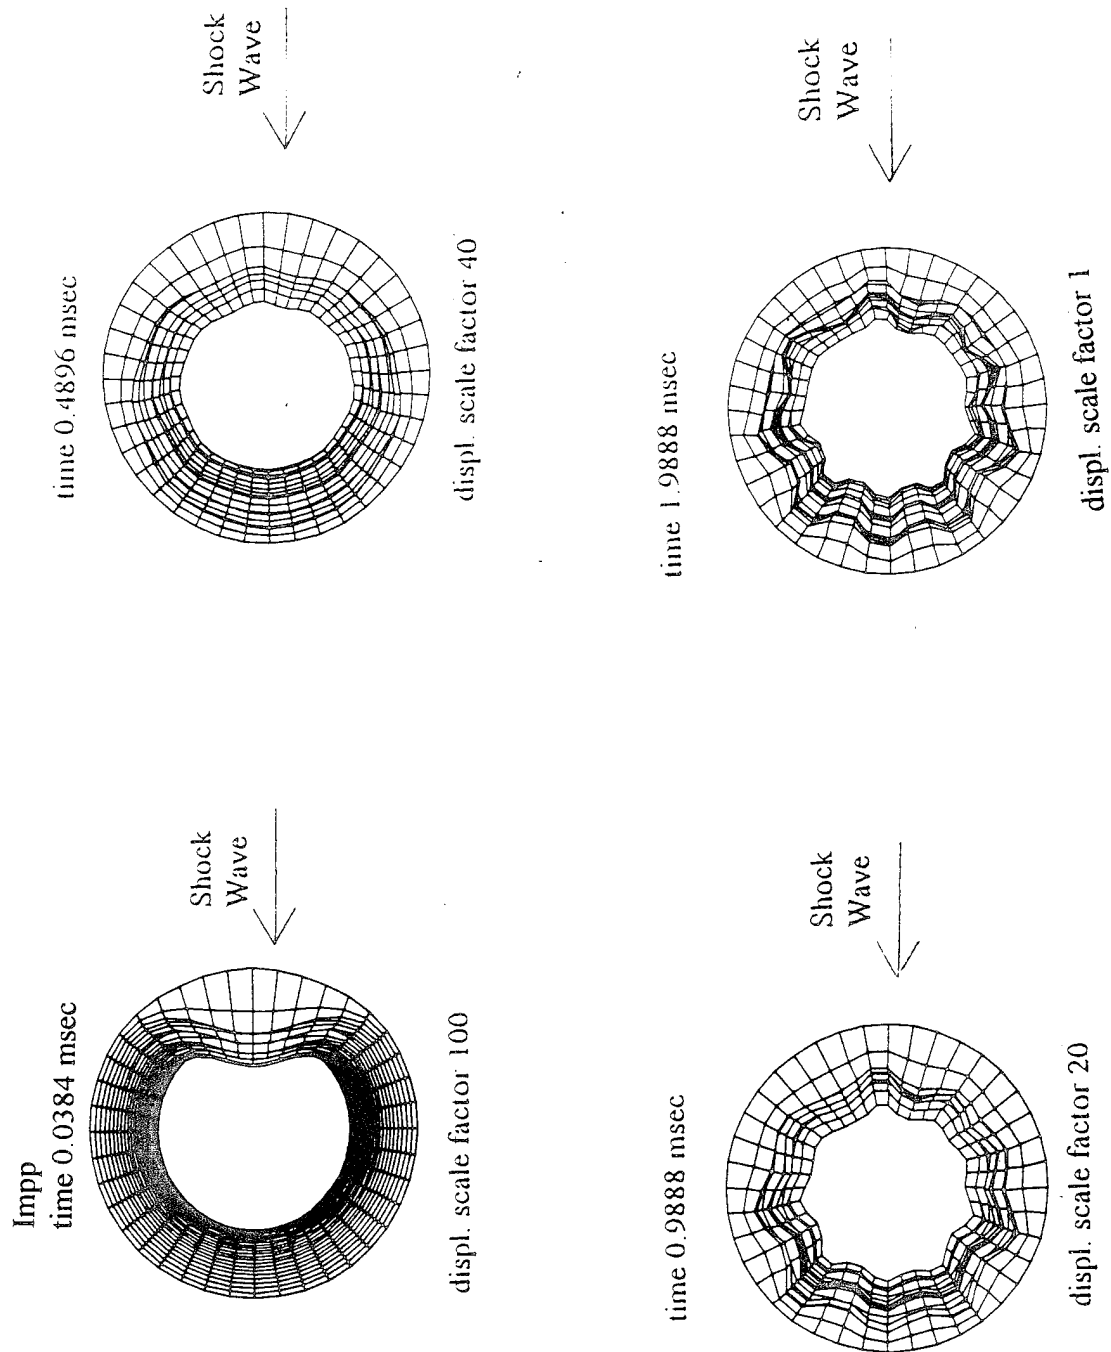 Impp
time 0.0384 msec
Shock
Wave
displ. scale factor 100
time 0.4896 msec
Shock
Wave
displ. scale factor 40
time 0.9888 msec
Shock
Wave
displ. scale factor 20
time 1.9888 msec
Shock
Wave
displ. scale factor 1